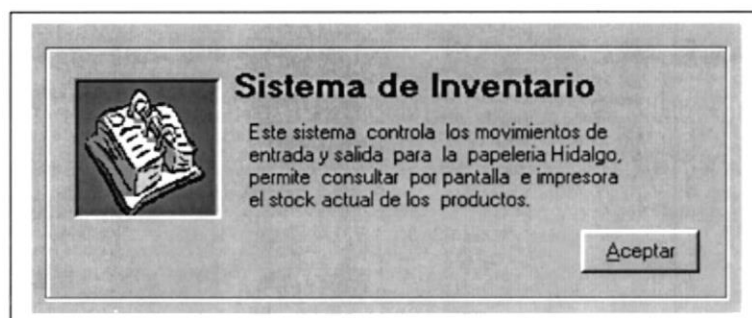 Sistema de Inventario
Este sistema controla los movimientos de
entrada y salida para la papeleria Hidalgo,
permite consultar por pantalla e impresora
el stock actual de los productos.
Aceptar